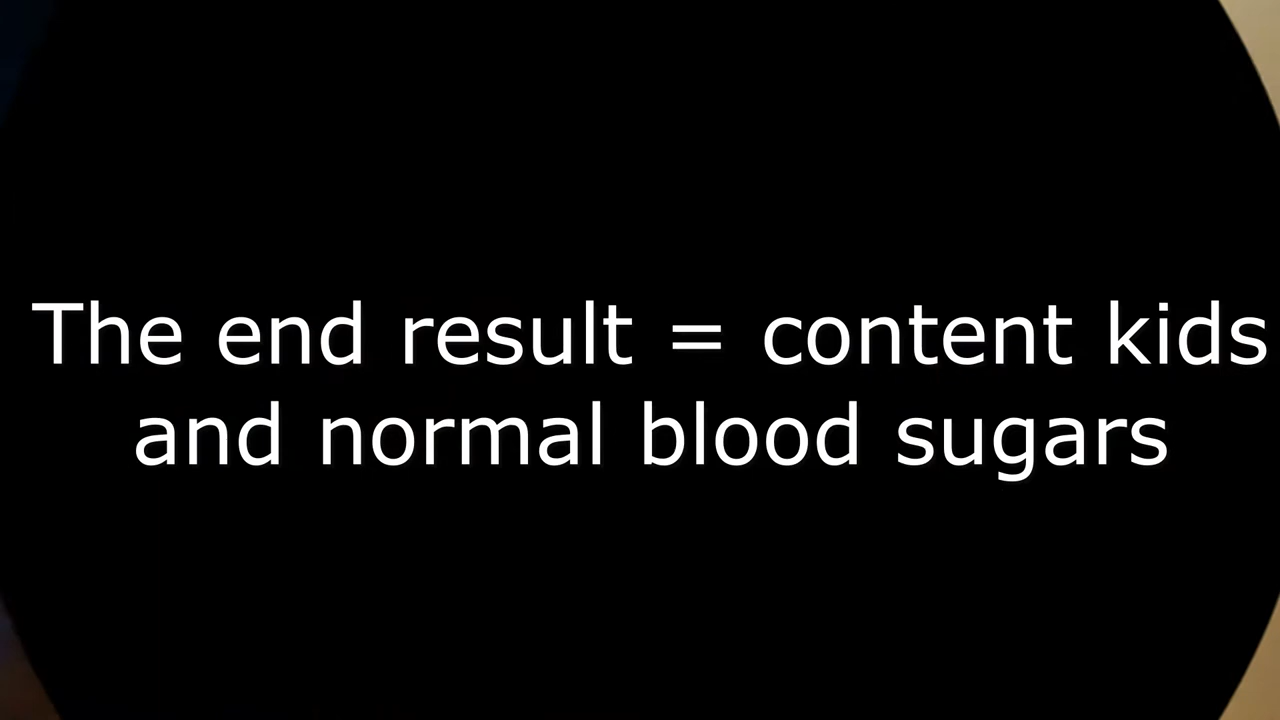 The end result = content kids
and normal blood sugars